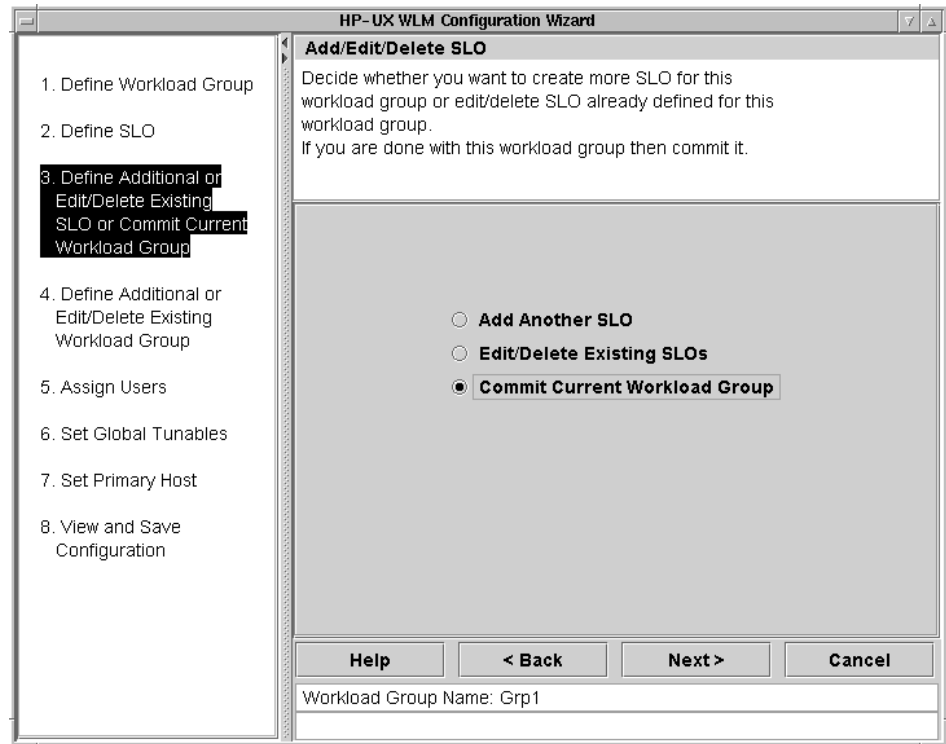 HP-UX WLM Configuration Wizard
1. Define Workload Group
2. Define SLO
3. Define Additional or
Edit/Delete Existing
SLO or Commit Current
Workload Group
4. Define Additional or
Edit/Delete Existing
Workload Group
5. Assign Users
6. Set Global Tunables
7. Set Primary Host
8. View and Save
Configuration
Add/Edit/Delete SLO
Decide whether you want to create more SLO for this
workload group or edit/delete SLO already defined for this
workload group.
If you are done with this workload group then commit it.
Add Another SLO
Edit/Delete Existing SLOs
Commit Current Workload Group
Help
< Back
Next >
Cancel
Workload Group Name: Grp1